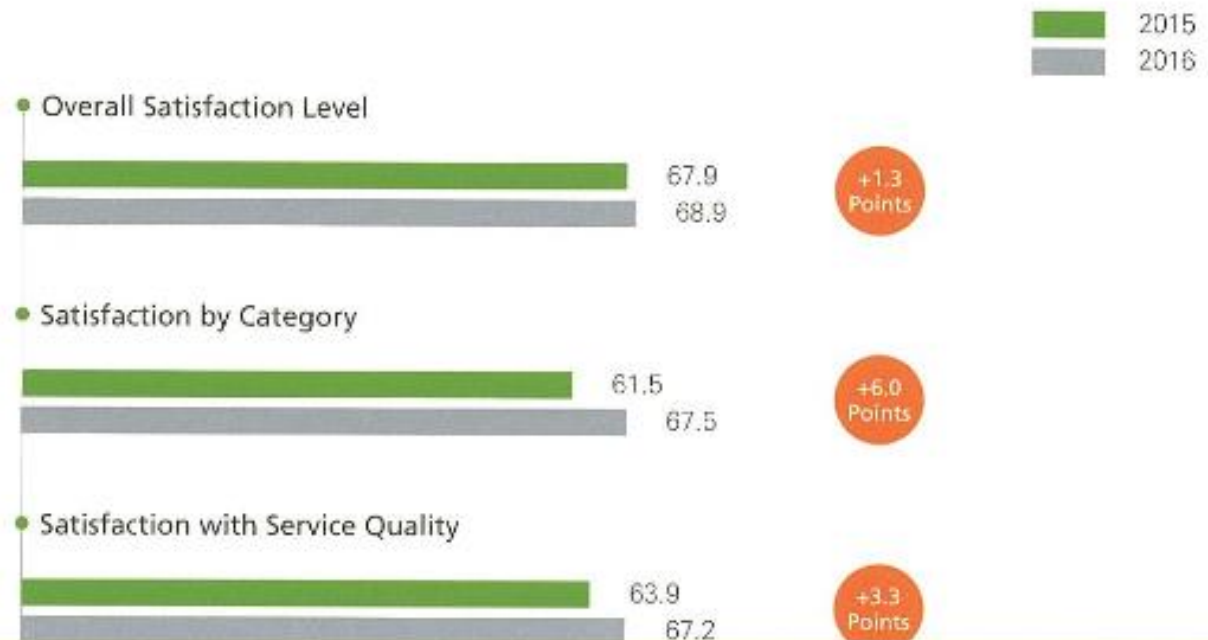 2015
2016
Overall Satisfaction Level
67.9
68.9
+1.3
Points
Satisfaction by Category
61.5
67.5
+6.0
Points
Satisfaction with Service Quality
63.9
67.2
+3.3
Points